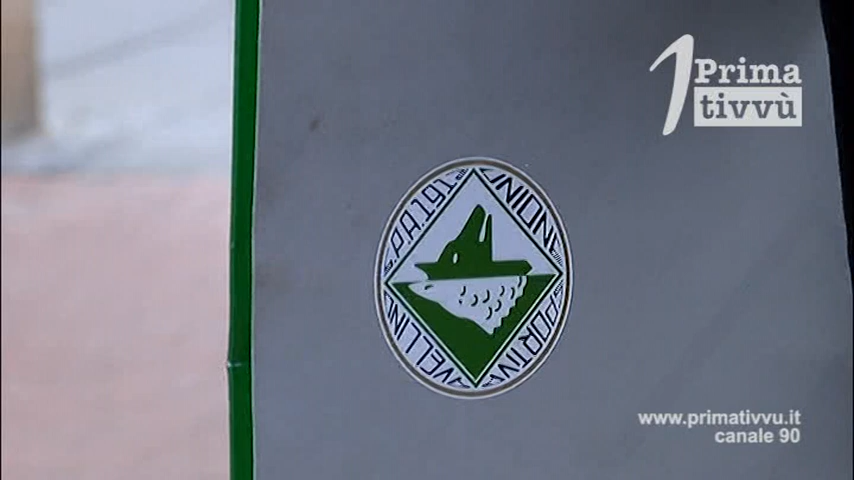 1 Prima
tivvù
UNIONE
SPORTIVA
AVELLINO
S.P.A. 1912
www.primativvu.it
canale 90